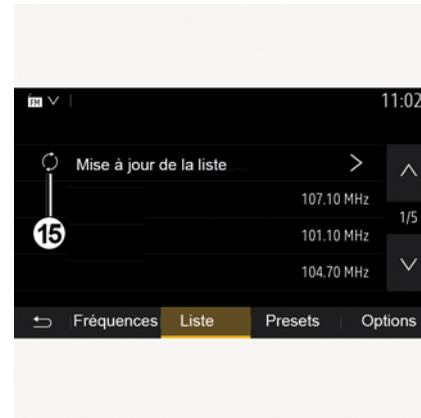 FM 11:02
Mise à jour de la liste
107.10 MHz
1/5
15
101.10 MHz
104.70 MHz
Fréquences Liste Presets Options